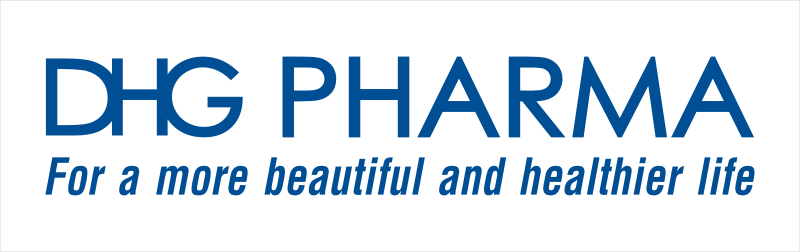 DHG PHARMA
For a more beautiful and healthier life